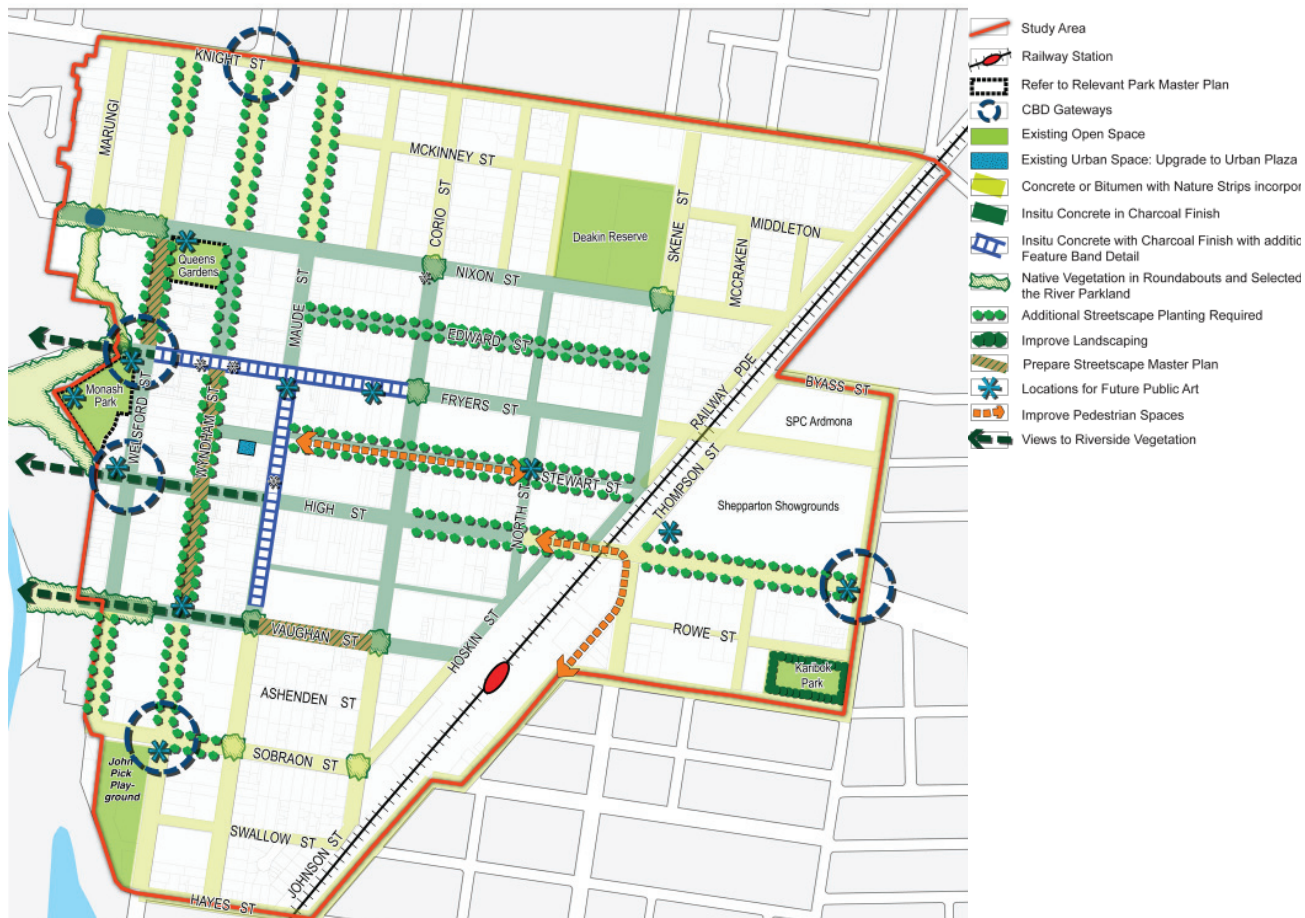 KNIGHT ST
MARUNGI
MCKINNEY ST
CORIO ST
SKENE ST
MIDDLETON
MCCRAKEN
Deakin Reserve
Queens
Gardens
NIXON ST
MAUDE ST
EDWARD ST
RAILWAY PDE
BYASS ST
Monash
Park
WELSFORD ST
WYNDHAM ST
FRYERS ST
SPC Ardmona
THOMPSON ST
STEWART ST
Shepparton Showgrounds
HIGH ST
NORTH ST
HOSKIN ST
VAUGHAN ST
ROWE ST
Karibok
Park
ASHENDEN ST
SOBRAON ST
John
Pick
Play-
ground
SWALLOW ST
JOHNSON ST
HAYES ST
Study Area
Railway Station
Refer to Relevant Park Master Plan
CBD Gateways
Existing Open Space
Existing Urban Space: Upgrade to Urban Plaza
Concrete or Bitumen with Nature Strips incorpor
Insitu Concrete in Charcoal Finish
Insitu Concrete with Charcoal Finish with additio
Feature Band Detail
Native Vegetation in Roundabouts and Selected
the River Parkland
Additional Streetscape Planting Required
Improve Landscaping
Prepare Streetscape Master Plan
Locations for Future Public Art
Improve Pedestrian Spaces
Views to Riverside Vegetation